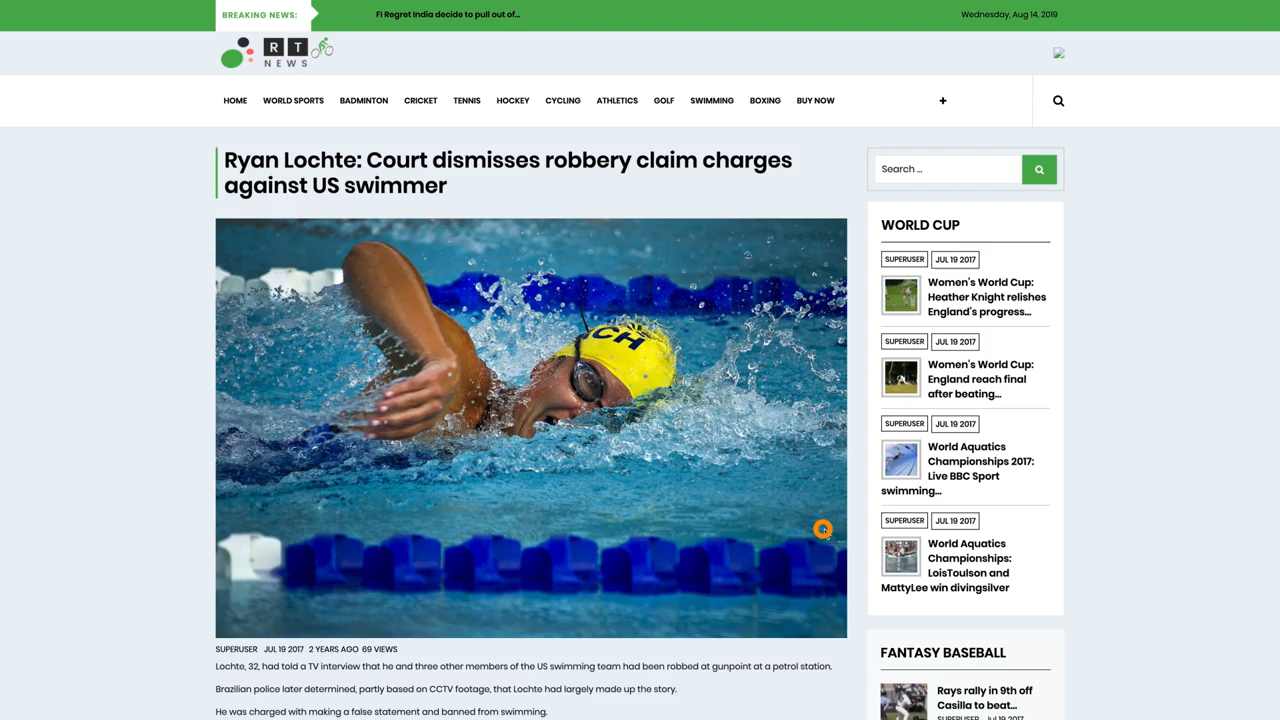 BREAKING NEWS:
FI Regret India decide to pull out of...
Wednesday, Aug 14, 2019
R T
NEWS
HOME WORLD SPORTS BADMINTON CRICKET TENNIS HOCKEY CYCLING ATHLETICS GOLF SWIMMING BOXING BUY NOW +
Ryan Lochte: Court dismisses robbery claim charges
against US swimmer
CH
SUPERUSER JUL 19 2017 2 YEARS AGO 69 VIEWS
Lochte, 32, had told a TV interview that he and three other members of the US swimming team had been robbed at gunpoint at a petrol station.
Brazilian police later determined, partly based on CCTV footage, that Lochte had largely made up the story.
He was charged with making a false statement and banned from swimming.
Search ...
WORLD CUP
SUPERUSER JUL 19 2017
Women's World Cup:
Heather Knight relishes
England's progress...
SUPERUSER JUL 19 2017
Women's World Cup:
England reach final
after beating...
SUPERUSER JUL 19 2017
World Aquatics
Championships 2017:
Live BBC Sport
swimming...
SUPERUSER JUL 19 2017
World Aquatics
Championships:
LoisToulson and
MattyLee win divingsilver
FANTASY BASEBALL
Rays rally in 9th off
Casilla to beat...
SUPERUSER Jul 19 2017